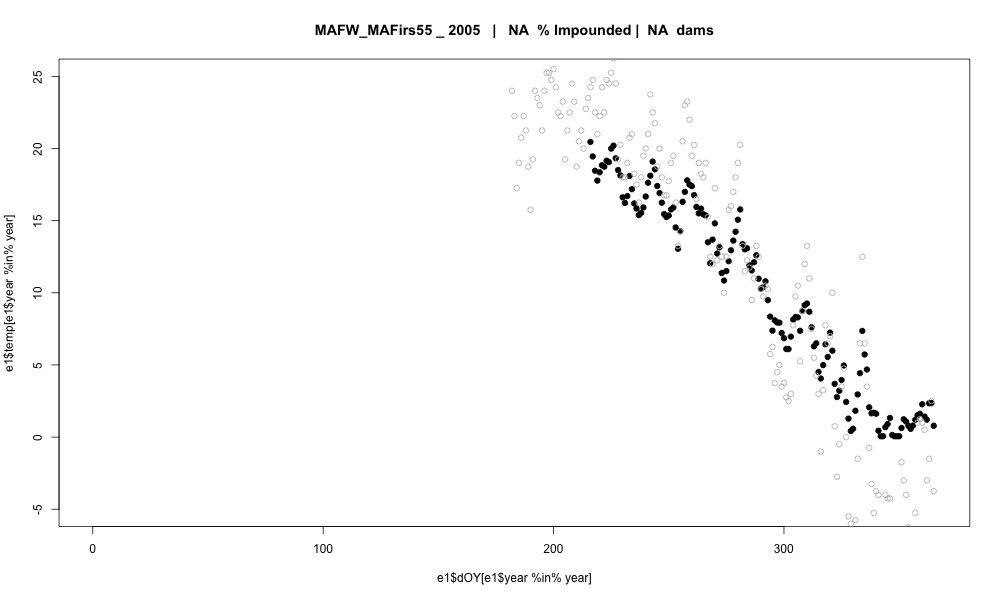 MAFW_MAFirs55 _ 2005 | NA % Impounded | NA dams
25
20
15
10
5
0
-5
e1$temp[e1$year %in% year]
0 100 200 300
e1$dOY[e1$year %in% year]